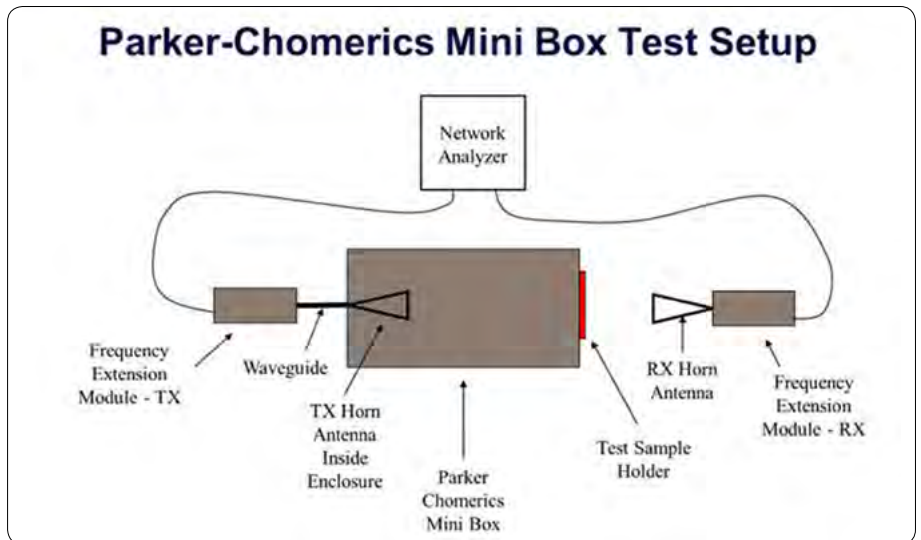 Parker-Chomerics Mini Box Test Setup
Network
Analyzer
Frequency
Extension
Module - TX
Waveguide
TX Horn
Antenna
Inside
Enclosure
Parker
Chomerics
Mini Box
Test Sample
Holder
RX Horn
Antenna
Frequency
Extension
Module - RX